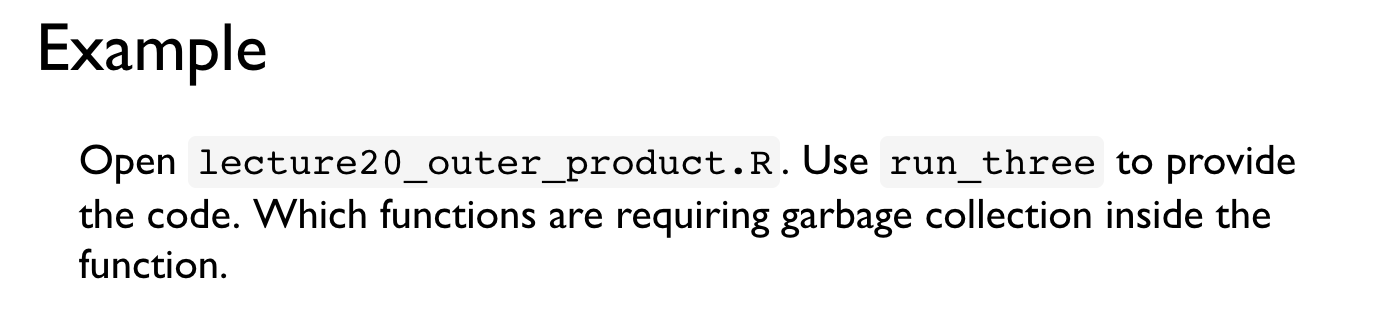 Example
Open lecture20_outer_product.R. Use run_three to provide
the code. Which functions are requiring garbage collection inside the
function.